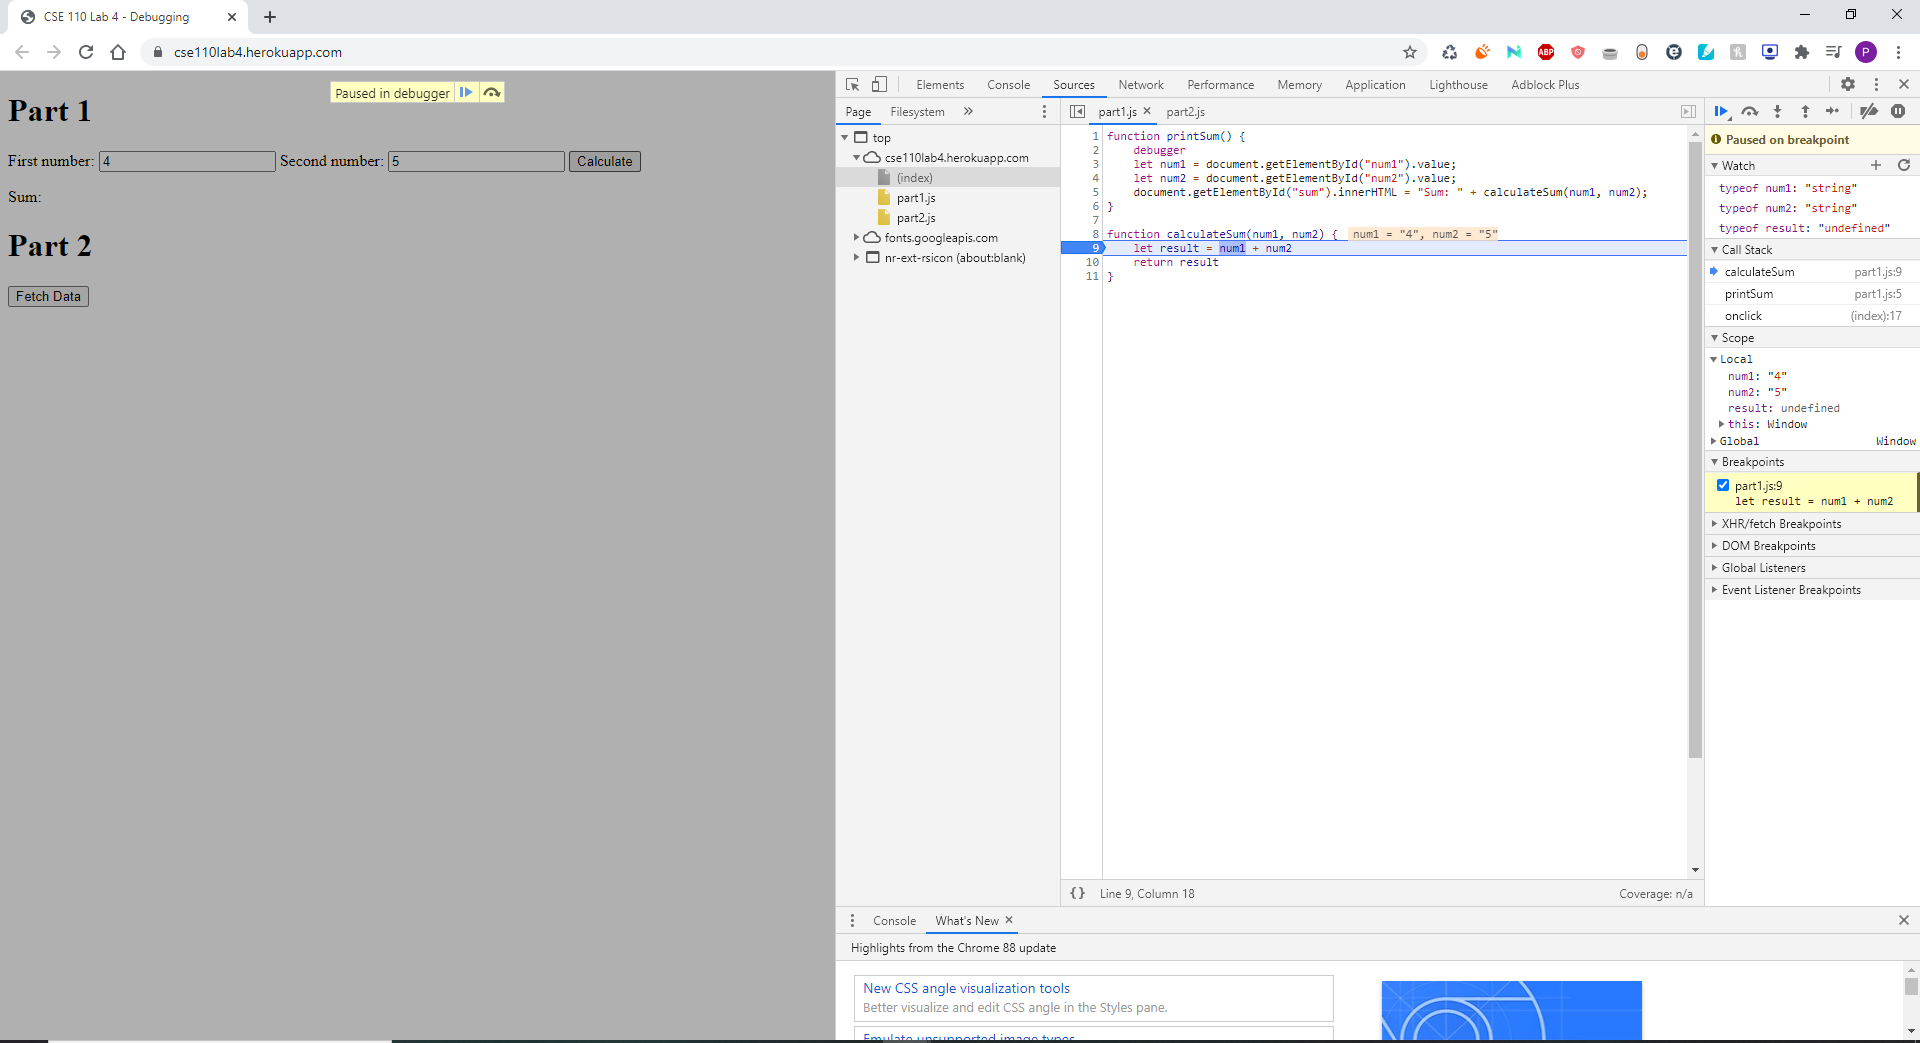 CSE 110 Lab 4 - Debugging
cse110lab4.herokuapp.com
ABP
P
Paused in debugger
Part 1
First number: 4 Second number: 5 Calculate
Sum:
Part 2
Fetch Data
Elements Console Sources Network Performance Memory Application Lighthouse Adblock Plus
Page Filesystem »
top
cse110lab4.herokuapp.com
(index)
part1.js
part2.js
fonts.googleapis.com
nr-ext-rsicon (about:blank)
part1.js part2.js
1 function printSum() {
2 debugger
3 let num1 = document.getElementById("num1").value;
4 let num2 = document.getElementById("num2").value;
5 document.getElementById("sum").innerHTML = "Sum: " + calculateSum(num1, num2);
6 }
7
8 function calculateSum(num1, num2) { num1 = "4", num2 = "5"
9 let result = num1 + num2
10 return result
11 }
{} Line 9, Column 18 Coverage: n/a
Paused on breakpoint
Watch
typeof num1: "string"
typeof num2: "string"
typeof result: "undefined"
Call Stack
calculateSum part1.js:9
printSum part1.js:5
onclick (index):17
Scope
Local
num1: "4"
num2: "5"
result: undefined
this: Window
Global Window
Breakpoints
part1.js:9
let result = num1 + num2
XHR/fetch Breakpoints
DOM Breakpoints
Global Listeners
Event Listener Breakpoints
Console What's New
Highlights from the Chrome 88 update
New CSS angle visualization tools
Better visualize and edit CSS angle in the Styles pane.
Emulate unsupported image types